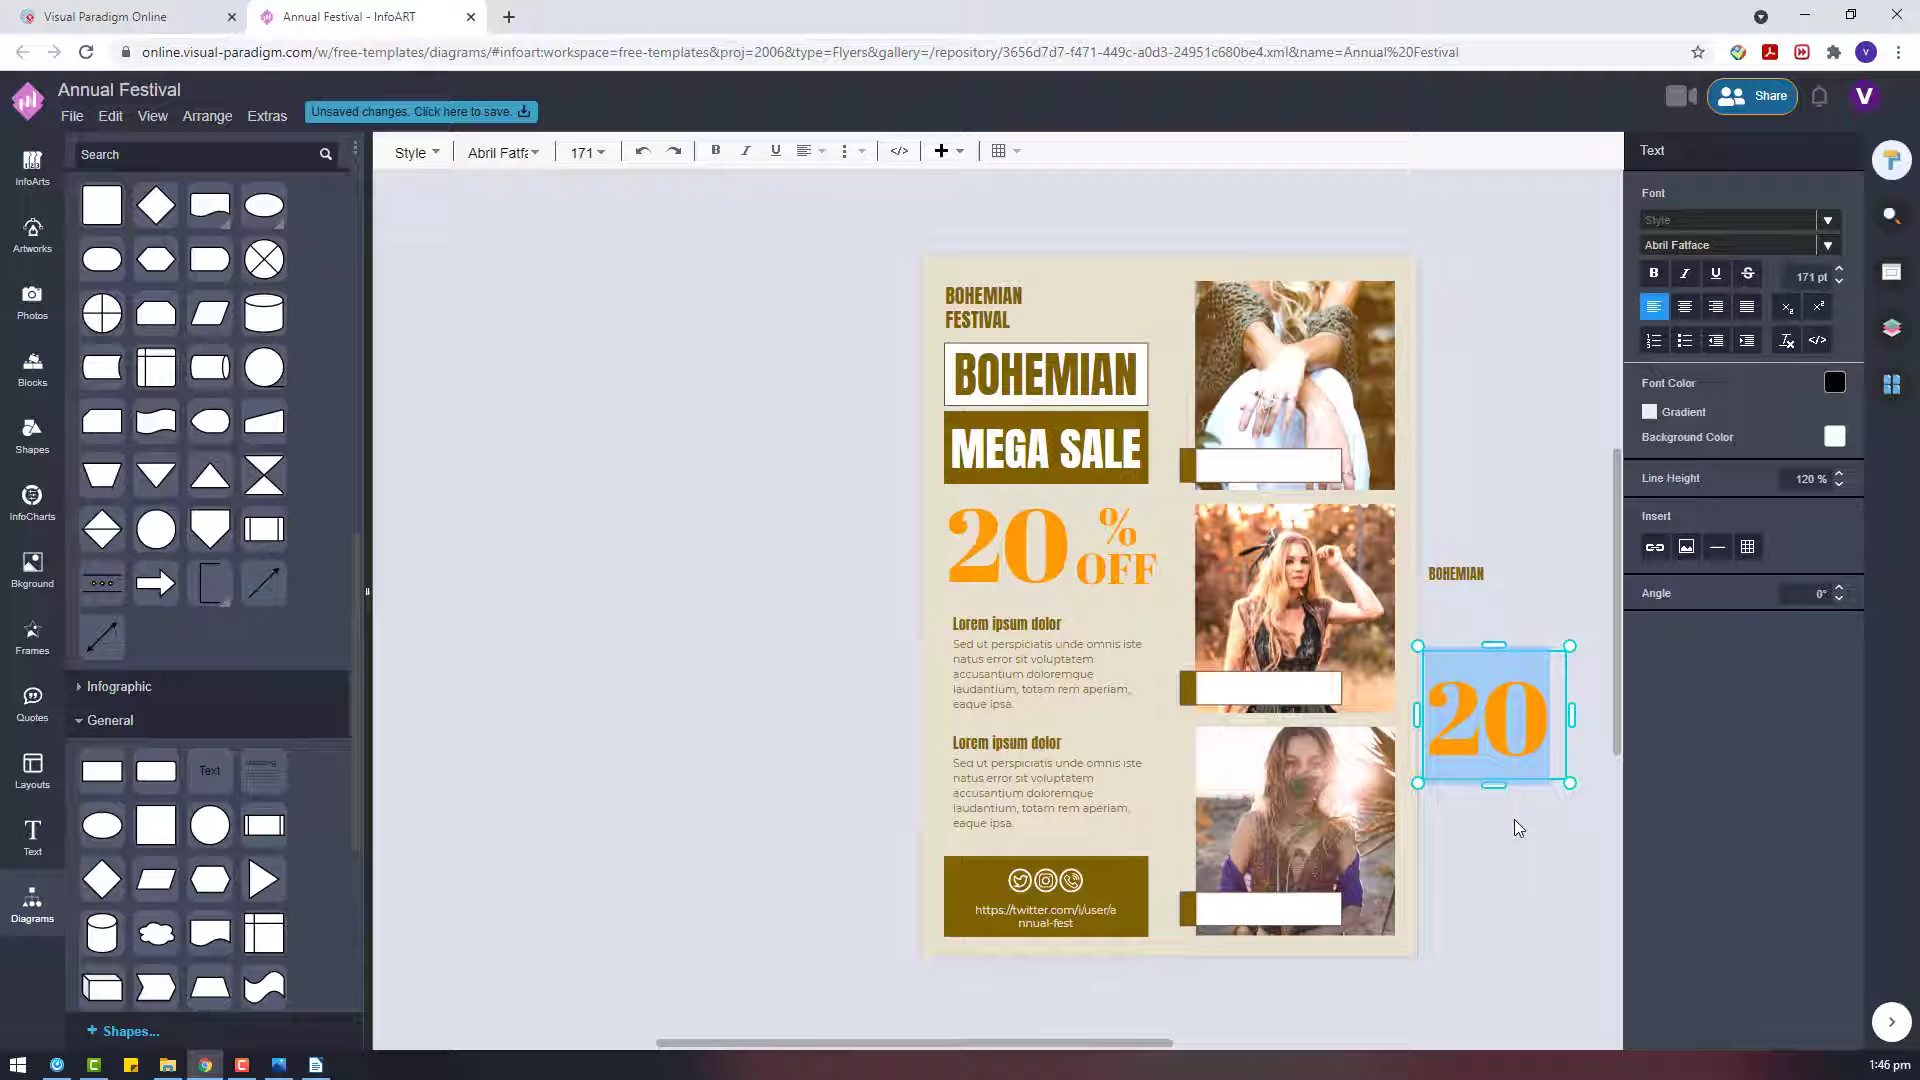 Visual Paradigm Online
Annual Festival - InfoART
online.visual-paradigm.com/w/free-templates/diagrams/#infoart:workspace=free-templates&proj=2006&type=Flyers&gallery=/repository/3656d7d7-f471-449c-a0d3-24951c680be4.xml&name=Annual%20Festival
V
Annual Festival
File Edit View Arrange Extras
Unsaved changes. Click here to save.
Share
V
InfoArts
Artworks
Photos
Blocks
Shapes
InfoCharts
Bkground
Frames
Quotes
Layouts
T
Text
Diagrams
Search
Infographic
General
Text
+ Shapes...
Style
Abril Fatfa
171
B I U
</>
BOHEMIAN
FESTIVAL
BOHEMIAN
MEGA SALE
20 %
OFF
Lorem ipsum dolor
Sed ut perspiciatis unde omnis iste
natus error sit voluptatem
accusantium doloremque
laudantium, totam rem aperiam,
eaque ipsa.
Lorem ipsum dolor
Sed ut perspiciatis unde omnis iste
natus error sit voluptatem
accusantium doloremque
laudantium, totam rem aperiam,
eaque ipsa.
https://twitter.com/i/user/a
nnual-fest
BOHEMIAN
20
Text
Font
Style
Abril Fatface
B I U S
171 pt
</>
Font Color
Gradient
Background Color
Line Height
120 %
Insert
Angle
0°
1:46 pm